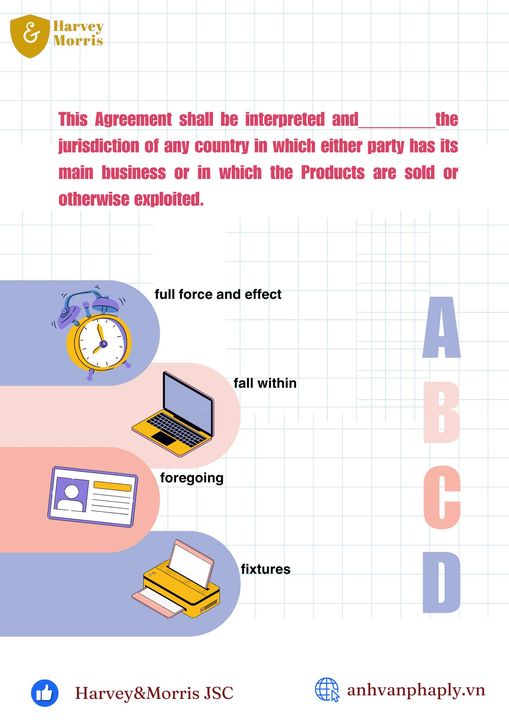 &
Harvey
Morris
This Agreement shall be interpreted and_________the
jurisdiction of any country in which either party has its
main business or in which the Products are sold or
otherwise exploited.
full force and effect
A
fall within
B
foregoing
C
fixtures
D
Harvey&Morris JSC
anhvanphaply.vn